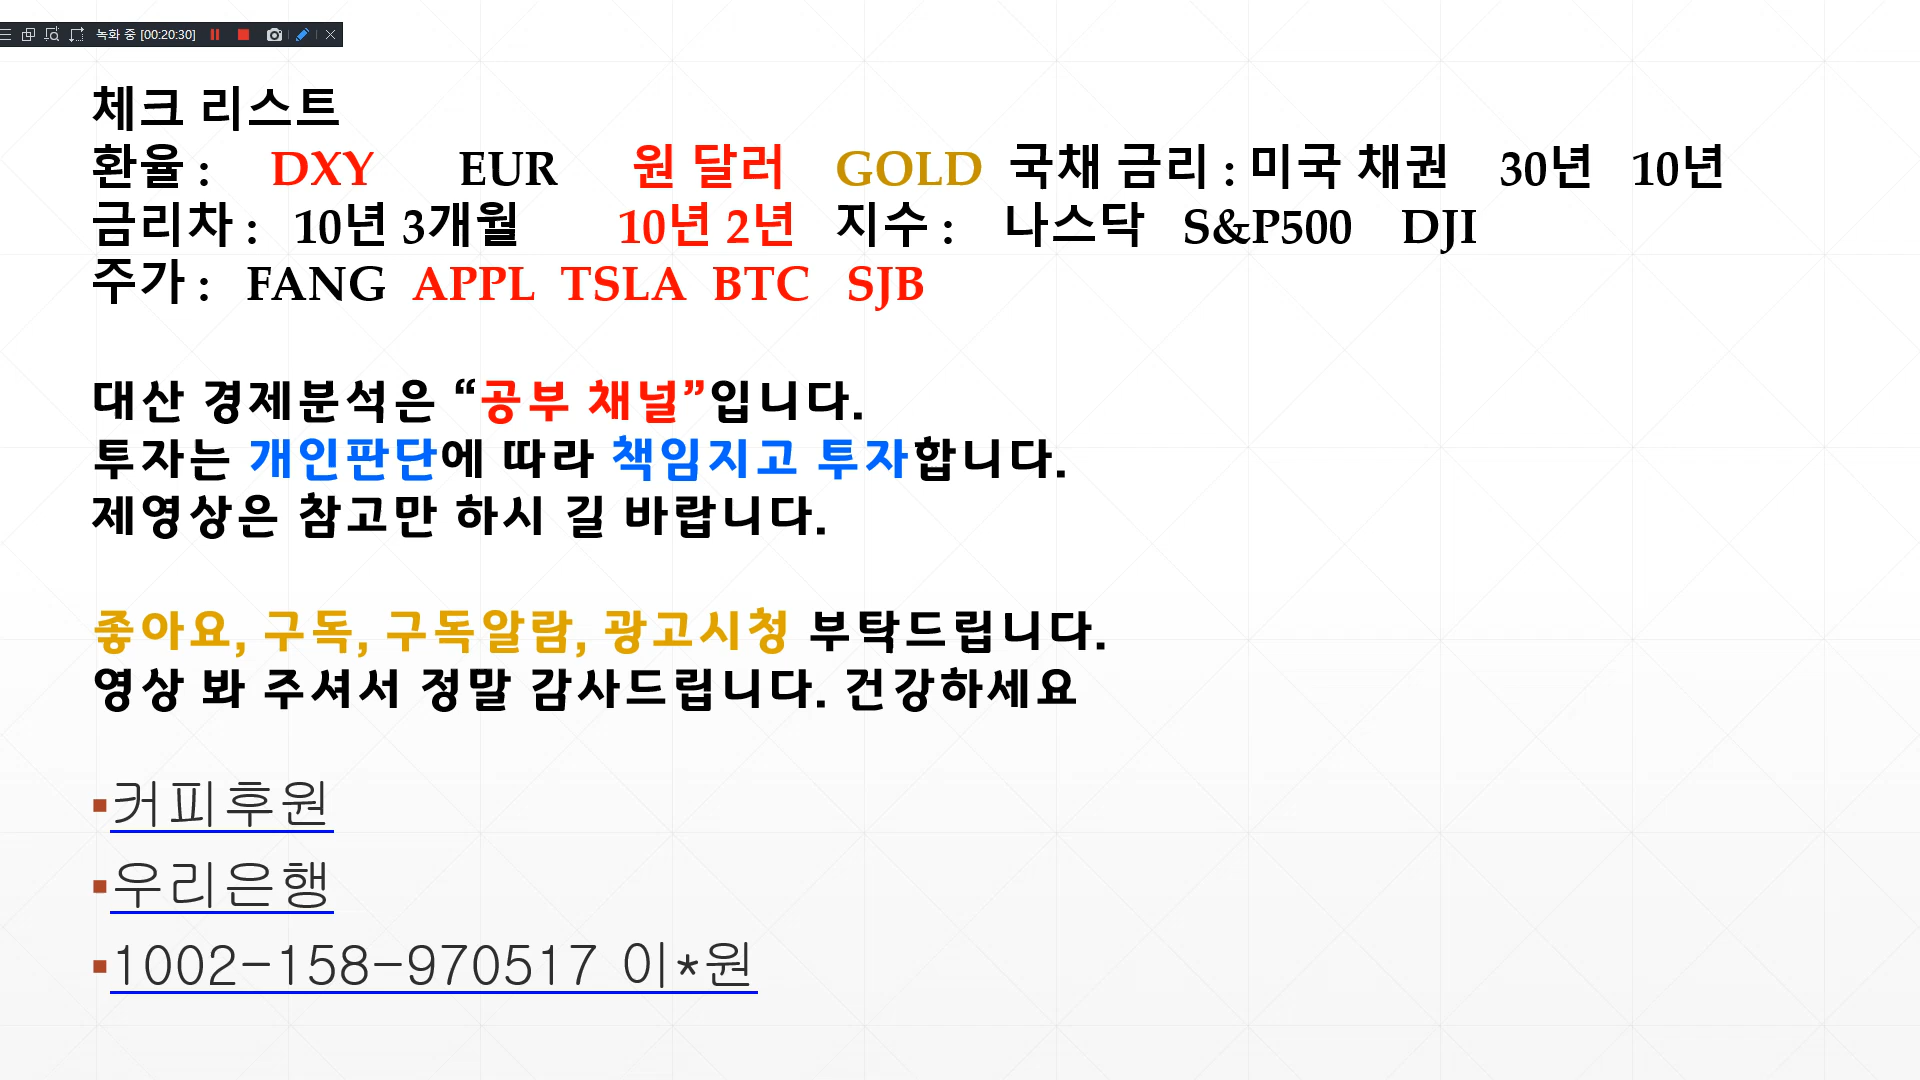 녹화 중 [00:20:30]
체크 리스트
환율 : DXY EUR 원 달러 GOLD 국채 금리 : 미국 채권 30년 10년
금리차 : 10년 3개월 10년 2년 지수 : 나스닥 S&P500 DJI
주가 : FANG APPL TSLA BTC SJB
대산 경제분석은 “공부 채널”입니다.
투자는 개인판단에 따라 책임지고 투자합니다.
제영상은 참고만 하시 길 바랍니다.
좋아요, 구독, 구독알람, 광고시청 부탁드립니다.
영상 봐 주셔서 정말 감사드립니다. 건강하세요
▪커피후원
▪우리은행
▪1002-158-970517 이*원